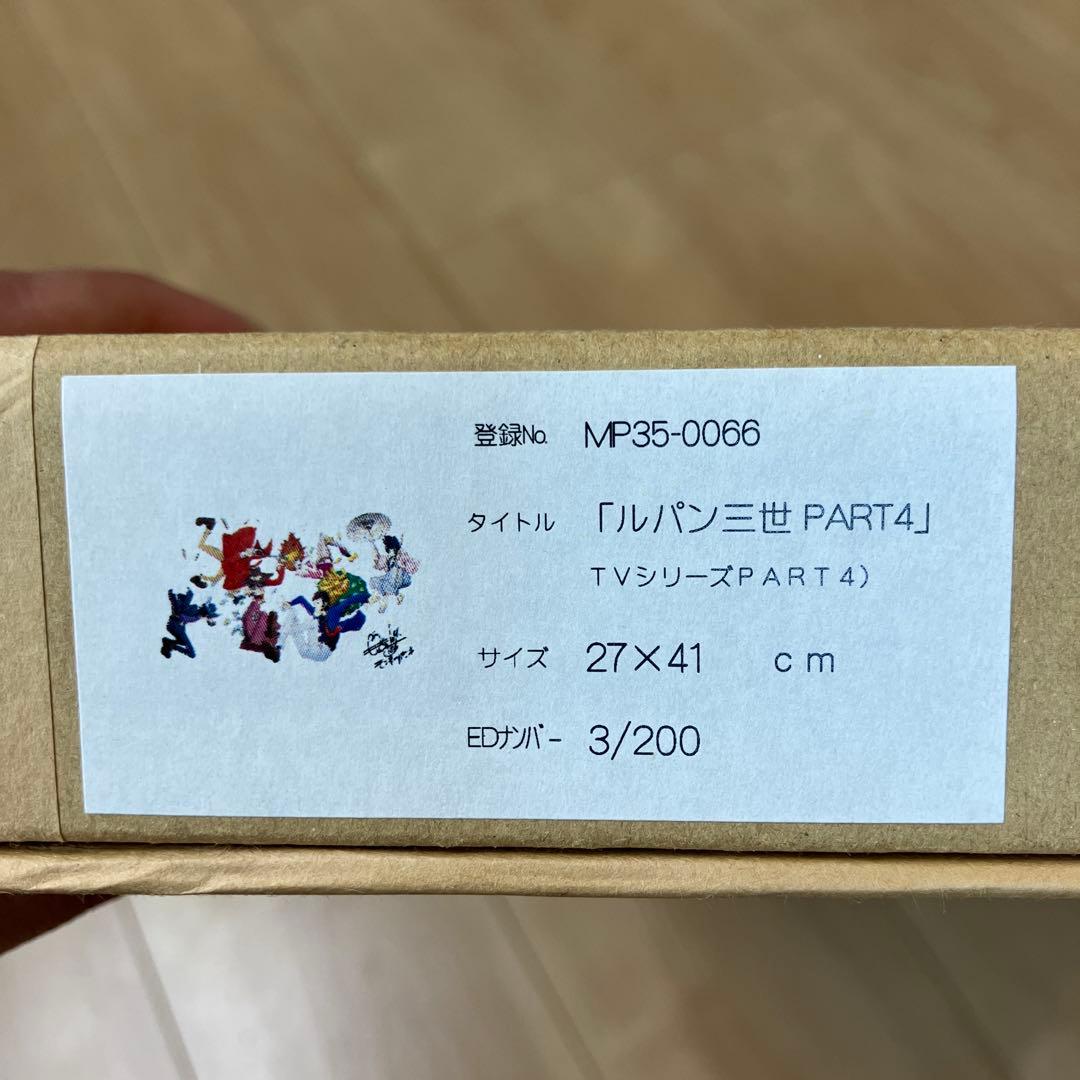 登録No. MP35-0066
タイトル 「ルパン三世 PART4」
TVシリーズPART4)
サイズ 27×41 cm
EDナンバー 3/200